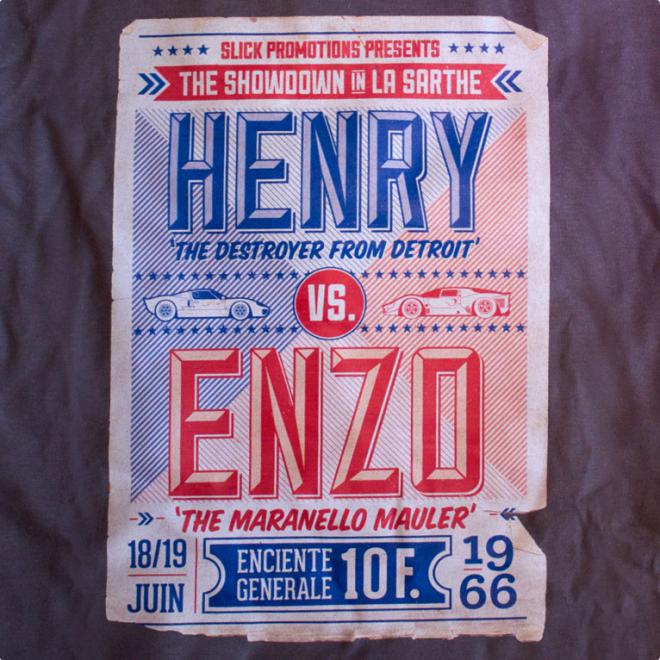 SLICK PROMOTIONS PRESENTS
THE SHOWDOWN IN LA SARTHE
HENRY
'THE DESTROYER FROM DETROIT'
VS.
ENZO
'THE MARANELLO MAULER'
18/19
JUIN
ENCIENTE
GENERALE
10 F.
19
66